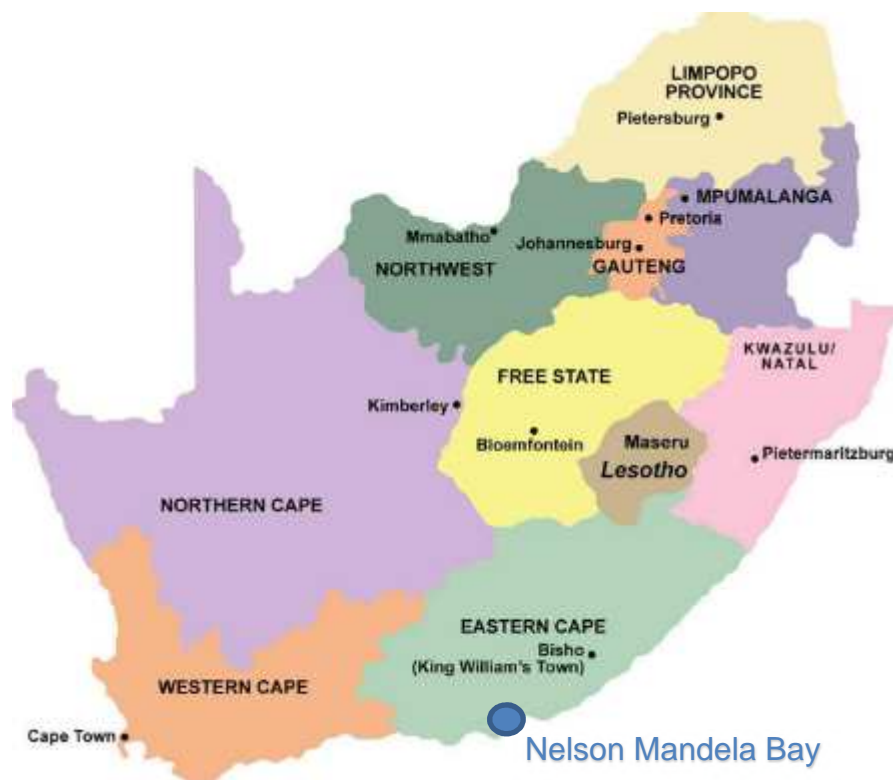 LIMPOPO
PROVINCE
Pietersburg
MPUMALANGA
Pretoria
Mmabatho
Johannesburg
NORTHWEST
GAUTENG
KWAZULU/
NATAL
FREE STATE
Kimberley
Bloemfontein
Maseru
Lesotho
Pietermaritzburg
NORTHERN CAPE
EASTERN CAPE
Bisho
(King William's Town)
WESTERN CAPE
Cape Town
Nelson Mandela Bay